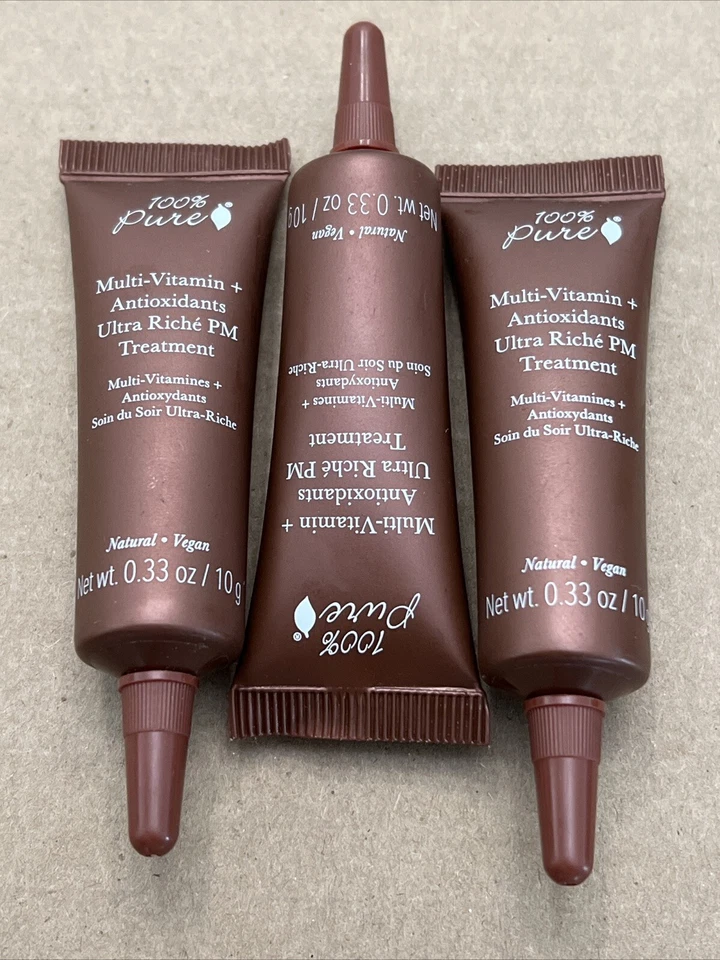 100%
Pure
Multi-Vitamin +
Antioxidants
Ultra Riché PM
Treatment
Multi-Vitamines +
Antioxydants
Soin du Soir Ultra-Riche
Natural • Vegan
Net wt. 0.33 oz / 10 g
100%
Pure®
Multi-Vitamin +
Antioxidants
Ultra Riché PM
Treatment
Multi-Vitamines +
Antioxydants
Soin du Soir Ultra-Riche
Natural • Vegan
Net wt. 0.33 oz / 10g
100%
Pure
Multi-Vitamin +
Antioxidants
Ultra Riché PM
Treatment
Multi-Vitamines +
Antioxydants
Soin du Soir Ultra-Riche
Natural • Vegan
Net wt. 0.33 oz / 10 g